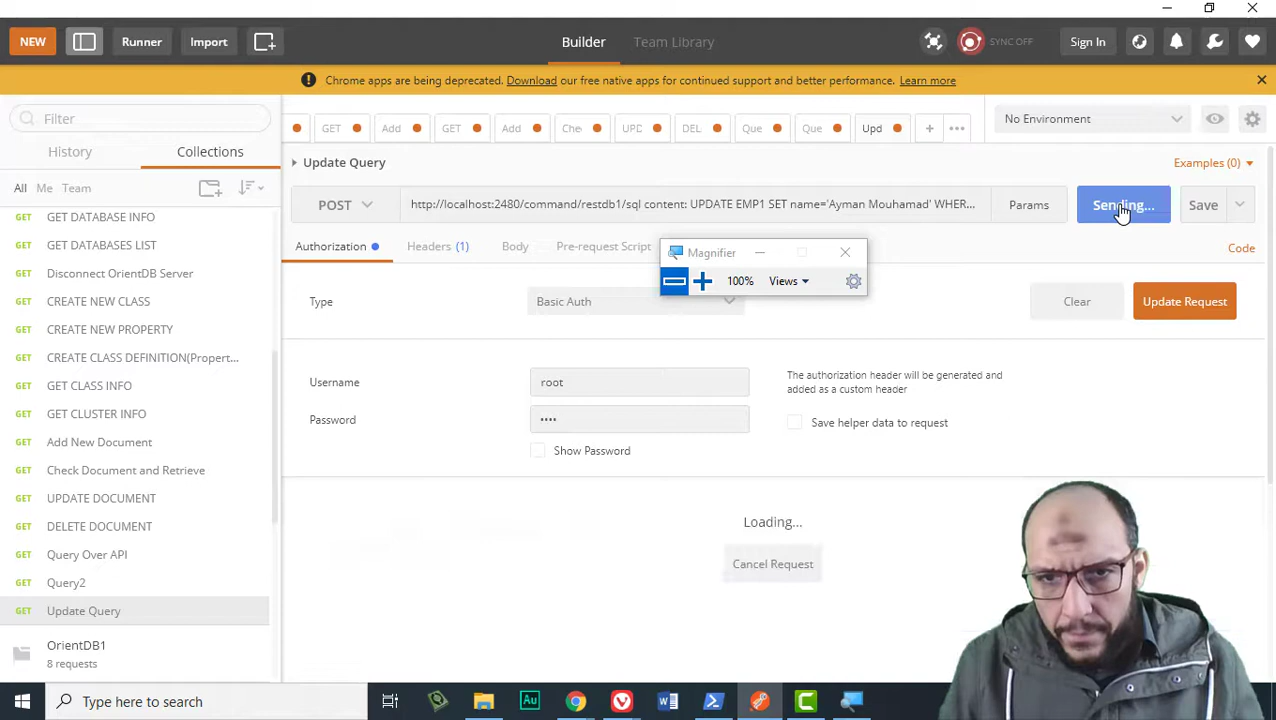 NEW
Runner
Import
Builder
Team Library
SYNC OFF
Sign In
Chrome apps are being deprecated. Download our free native apps for continued support and better performance. Learn more
Filter
History
Collections
All
Me
Team
GET
Add
GET
Add
Che
UPD
DEL
Que
Que
Upd
No Environment
Update Query
Examples (0)
POST
http://localhost:2480/command/restdb1/sql content: UPDATE EMP1 SET name='Ayman Mouhamad' WHER...
Params
Sending...
Save
Authorization
Headers (1)
Body
Pre-request Script
Code
Magnifier
100%
Views
Type
Basic Auth
Clear
Update Request
Username
root
The authorization header will be generated and
added as a custom header
Password
••••
Save helper data to request
Show Password
Loading...
Cancel Request
GET GET DATABASE INFO
GET GET DATABASES LIST
GET Disconnect OrientDB Server
GET CREATE NEW CLASS
GET CREATE NEW PROPERTY
GET CREATE CLASS DEFINITION(Propert...
GET GET CLASS INFO
GET GET CLUSTER INFO
GET Add New Document
GET Check Document and Retrieve
GET UPDATE DOCUMENT
GET DELETE DOCUMENT
GET Query Over API
GET Query2
GET Update Query
OrientDB1
8 requests
Type here to search